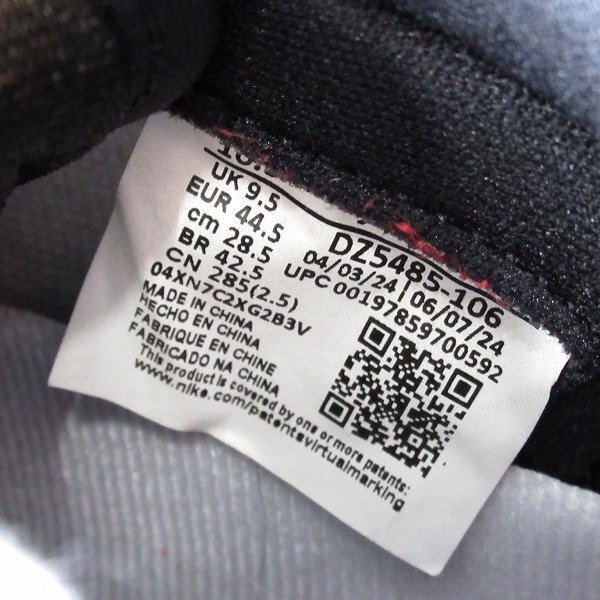 UK 9.5
EUR 44.5
cm 28.5
BR 42.5
CN 285(2.5)
04XN7C2XG2B3V
DZ5485-106
04/03/24 | 06/07/24
UPC 00197859700592
MADE IN CHINA
HECHO EN CHINA
FABRIQUE EN CHINE
FABRICADO NA CHINA
This product is covered by one or more patents:
www.nike.com/patentsvirtualmarking